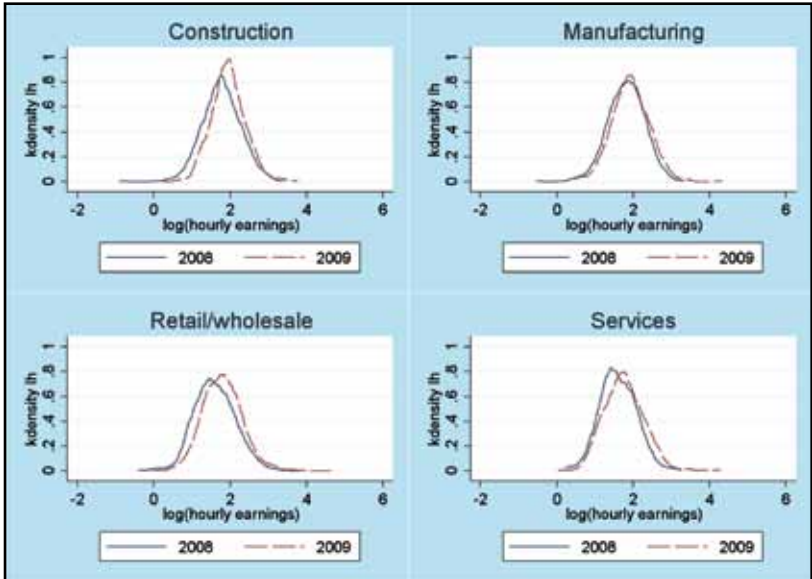 Construction
kdensity lh
0 .2 .4 .6 .8 1
-2 0 2 4 6
log(hourly earnings)
2008 2009
Manufacturing
kdensity lh
0 .2 .4 .6 .8 1
-2 0 2 4 6
log(hourly earnings)
2008 2009
Retail/wholesale
kdensity lh
0 .2 .4 .6 .8 1
-2 0 2 4 6
log(hourly earnings)
2008 2009
Services
kdensity lh
0 .2 .4 .6 .8 1
-2 0 2 4 6
log(hourly earnings)
2008 2009